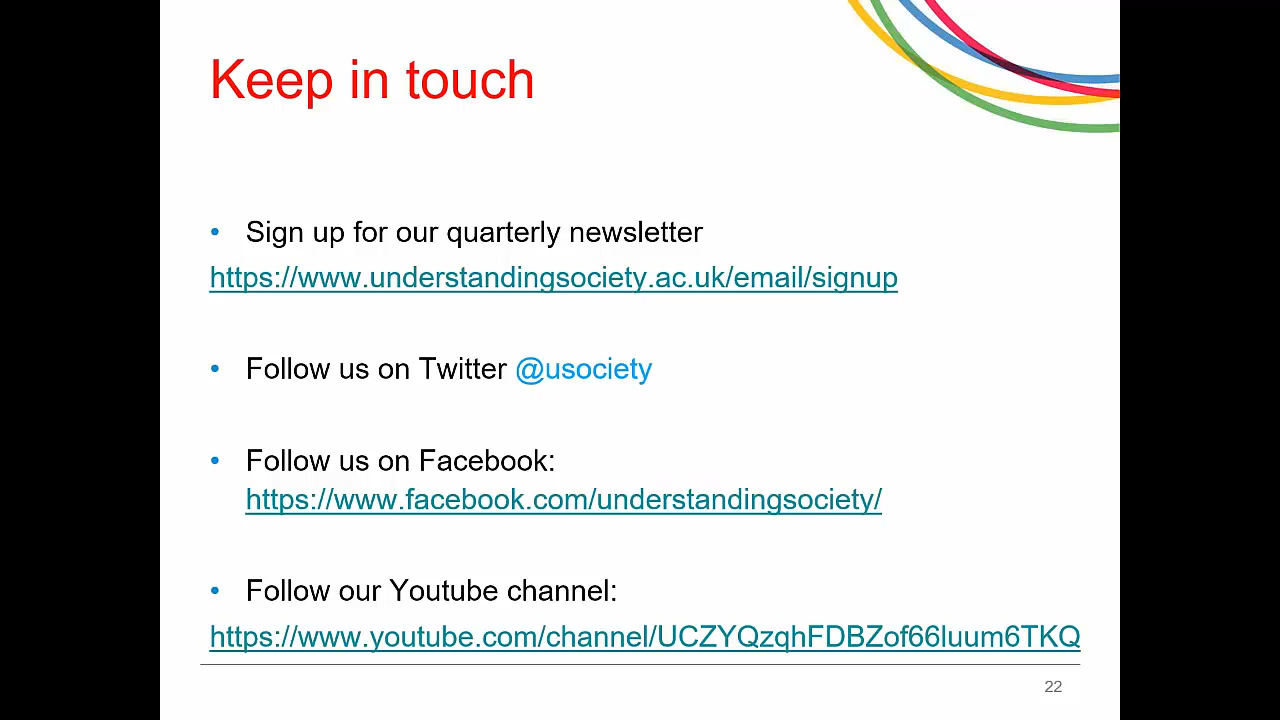 Keep in touch
• Sign up for our quarterly newsletter
https://www.understandingsociety.ac.uk/email/signup
• Follow us on Twitter @usociety
• Follow us on Facebook:
https://www.facebook.com/understandingsociety/
• Follow our Youtube channel:
https://www.youtube.com/channel/UCZYQzqhFDBZof66luum6TKQ
22